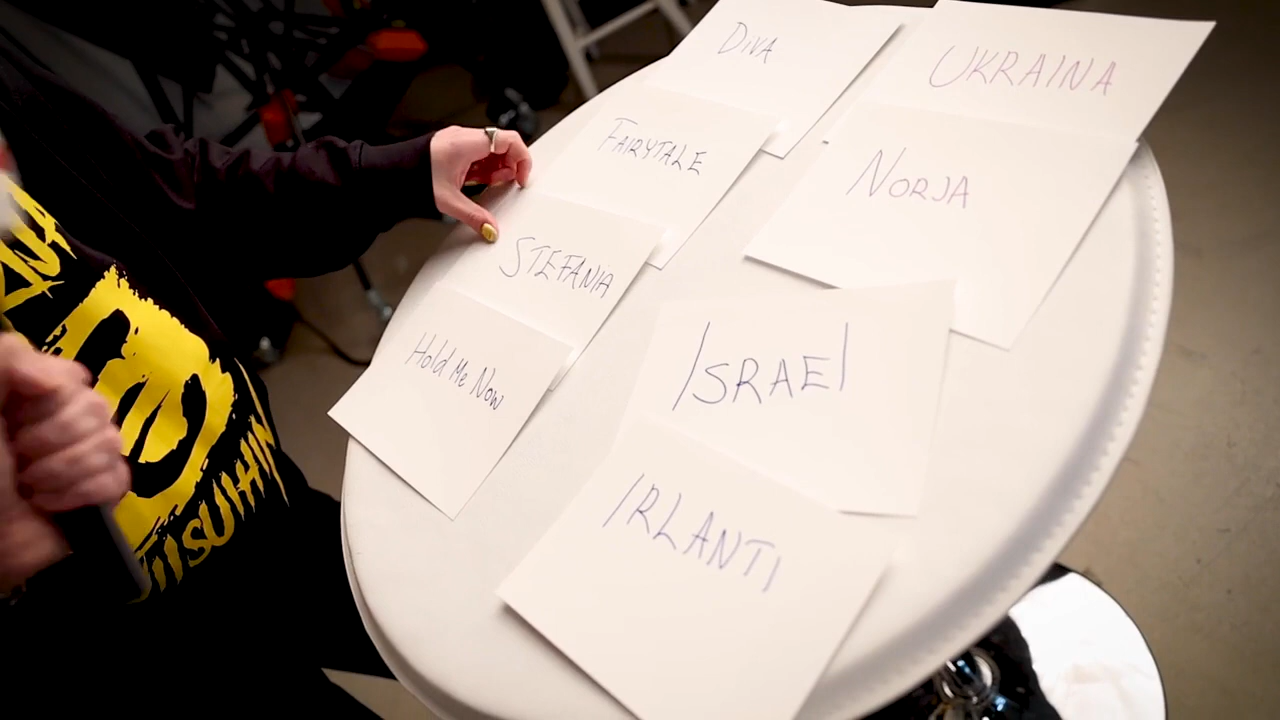 DIVA
UKRAINA
FAIRYTALE
NORJA
STEFANIA
ISRAEL
Hold Me Now
IRLANTI